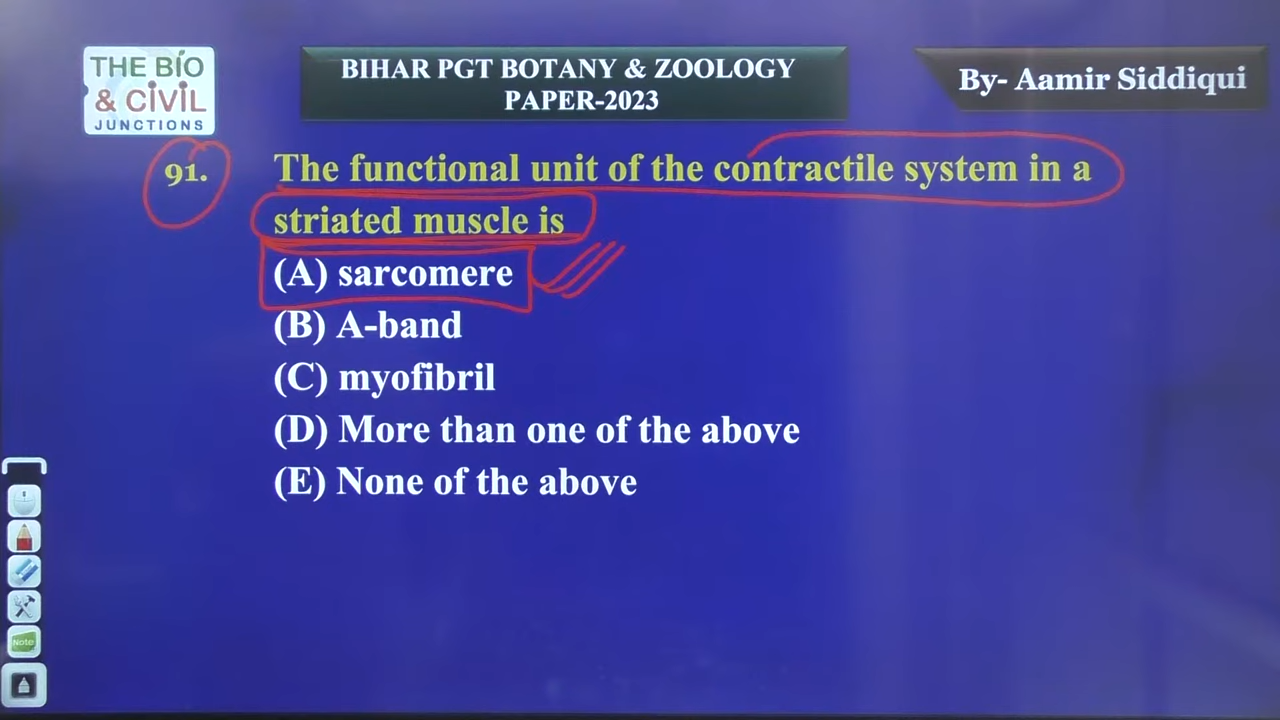 THE BIO
& CIVIL
JUNCTIONS
BIHAR PGT BOTANY & ZOOLOGY
PAPER-2023
By- Aamir Siddiqui
91. The functional unit of the contractile system in a
striated muscle is
(A) sarcomere
(B) A-band
(C) myofibril
(D) More than one of the above
(E) None of the above
Note